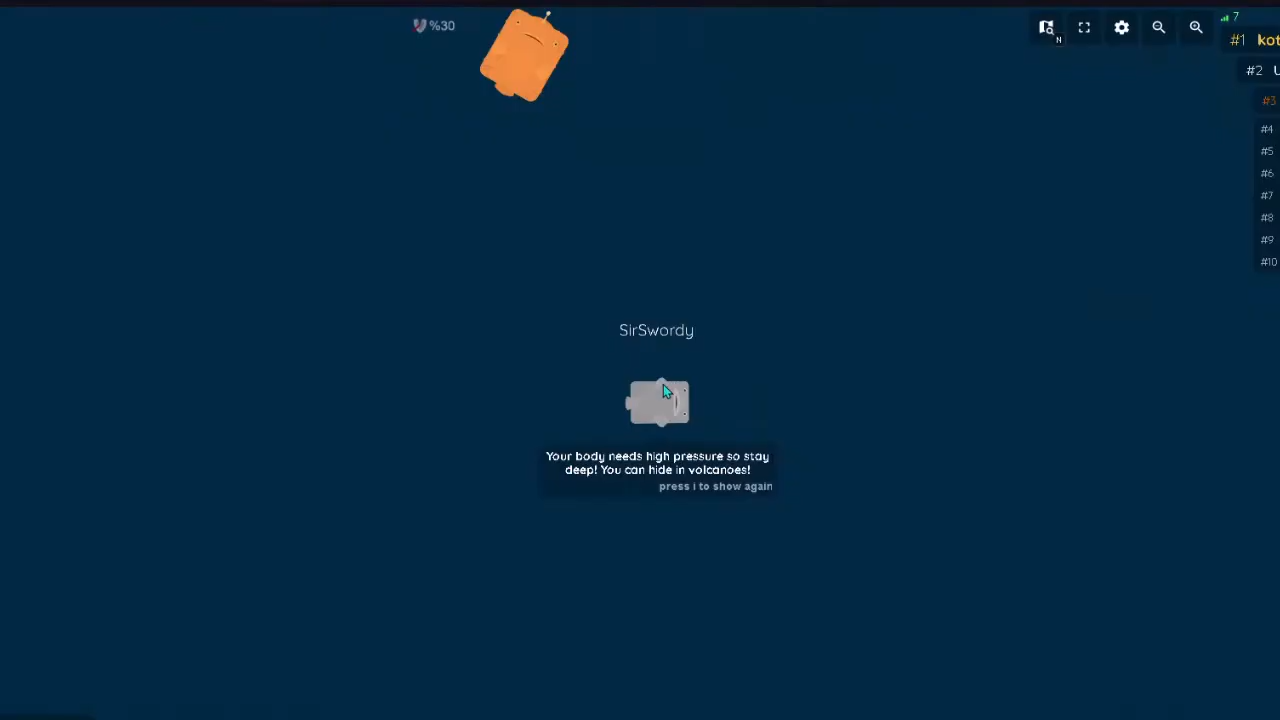 %30
N
7
#1 kot
#2 U
#3
#4
#5
#6
#7
#8
#9
#10
SirSwordy
Your body needs high pressure so stay
deep! You can hide in volcanoes!
press i to show again